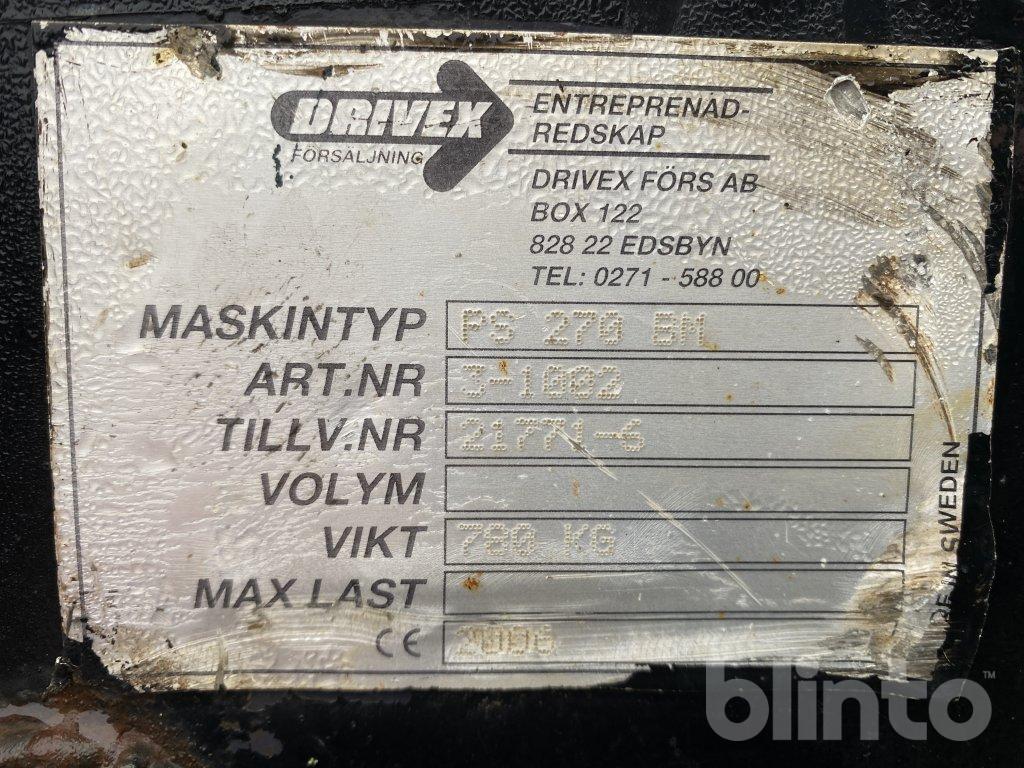 DRIVEX
FÖRSÄLJNING
ENTREPRENAD-
REDSKAP
DRIVEX FÖRS AB
BOX 122
828 22 EDSBYN
TEL: 0271 - 588 00
MASKINTYP PS 270 BM
ART.NR 3-1002
TILLV.NR 21771-6
VOLYM
VIKT 780 KG
MAX LAST
CE 2006
SWEDEN
blinto™